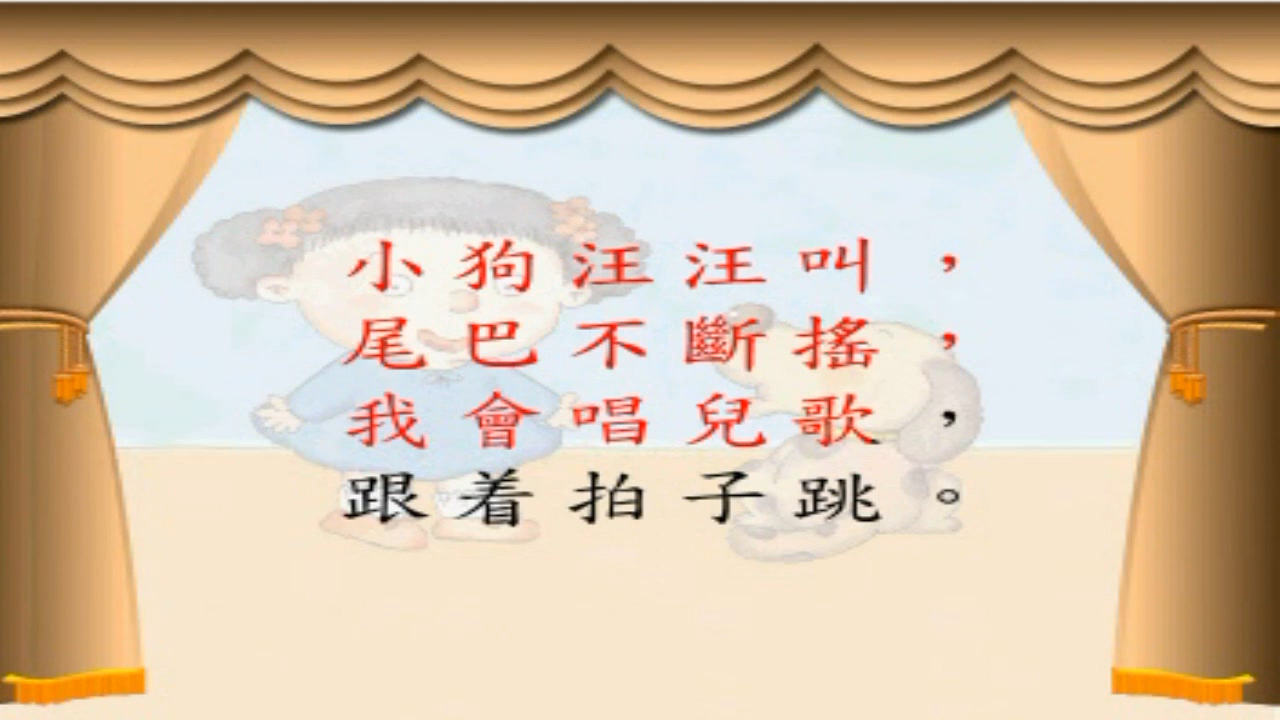 小狗汪汪叫，
尾巴不斷搖，
我會唱兒歌，
跟着拍子跳。